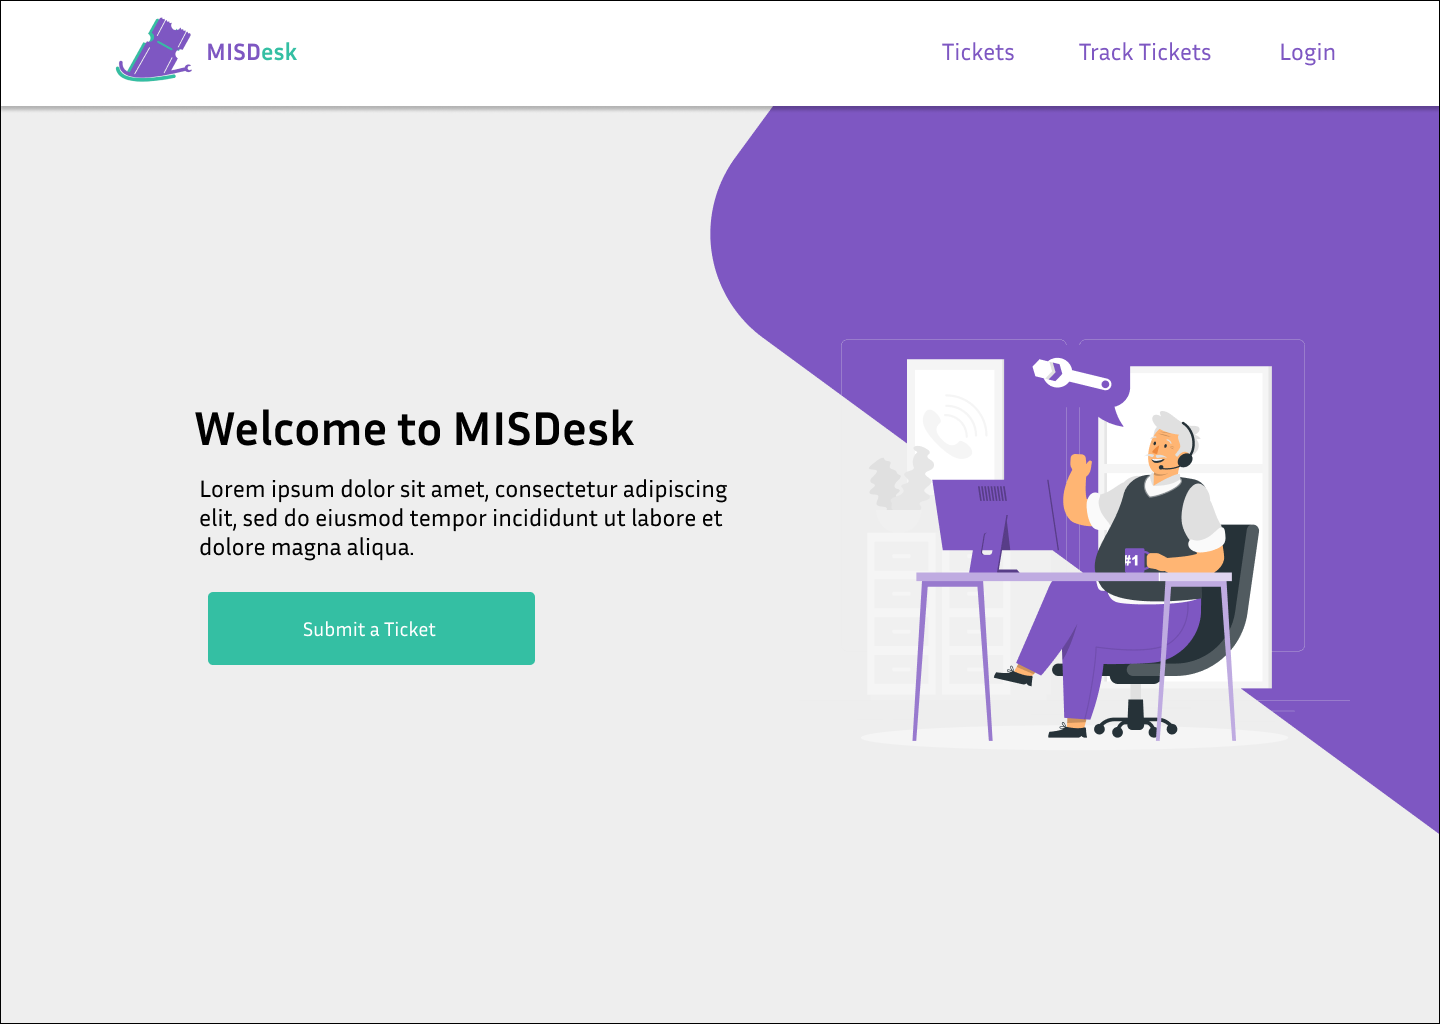 MISDesk
Tickets
Track Tickets
Login
Welcome to MISDesk
Lorem ipsum dolor sit amet, consectetur adipiscing
elit, sed do eiusmod tempor incididunt ut labore et
dolore magna aliqua.
Submit a Ticket
#1